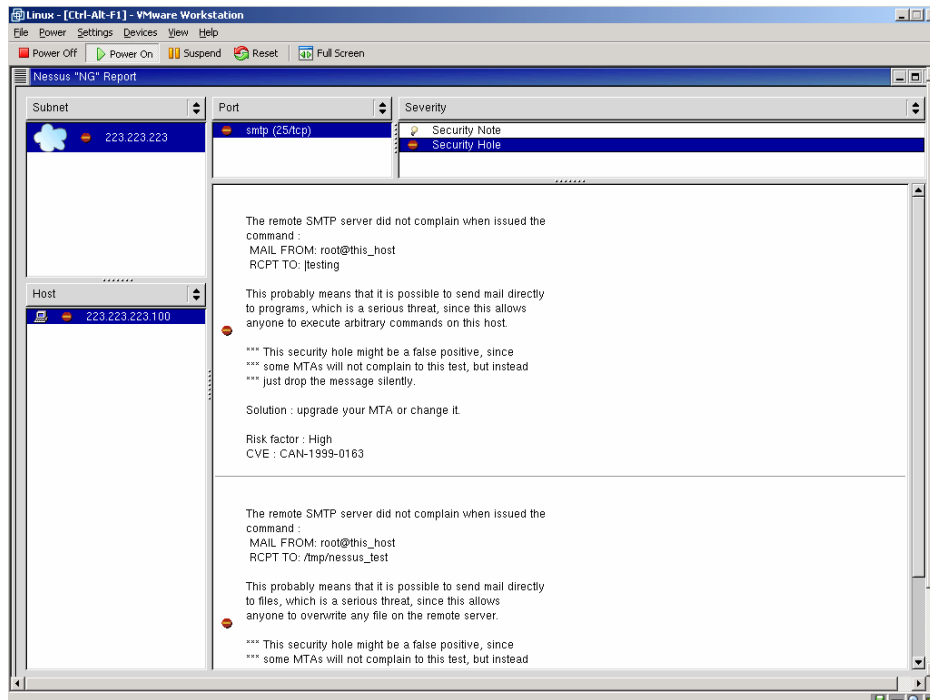 Linux - [Ctrl-Alt-F1] - VMware Workstation
File Power Settings Devices View Help
Power Off Power On Suspend Reset Full Screen
Nessus "NG" Report
Subnet
223.223.223
Host
223.223.223.100
Port
smtp (25/tcp)
Severity
Security Note
Security Hole
The remote SMTP server did not complain when issued the
command :
MAIL FROM: root@this_host
RCPT TO: |testing
This probably means that it is possible to send mail directly
to programs, which is a serious threat, since this allows
anyone to execute arbitrary commands on this host.
*** This security hole might be a false positive, since
*** some MTAs will not complain to this test, but instead
*** just drop the message silently.
Solution : upgrade your MTA or change it.
Risk factor : High
CVE : CAN-1999-0163
The remote SMTP server did not complain when issued the
command :
MAIL FROM: root@this_host
RCPT TO: /tmp/nessus_test
This probably means that it is possible to send mail directly
to files, which is a serious threat, since this allows
anyone to overwrite any file on the remote server.
*** This security hole might be a false positive, since
*** some MTAs will not complain to this test, but instead